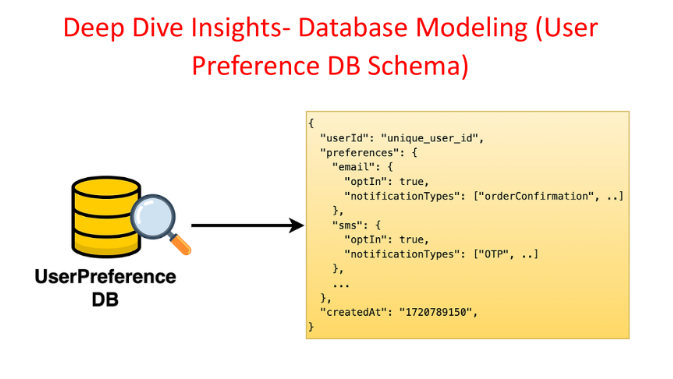 Deep Dive Insights- Database Modeling (User
Preference DB Schema)
{
"userId": "unique_user_id",
"preferences": {
"email": {
"optIn": true,
"notificationTypes": ["orderConfirmation", ..]
},
"sms": {
"optIn": true,
"notificationTypes": ["OTP", ..]
},
...
},
"createdAt": "1720789150",
}
UserPreference
DB